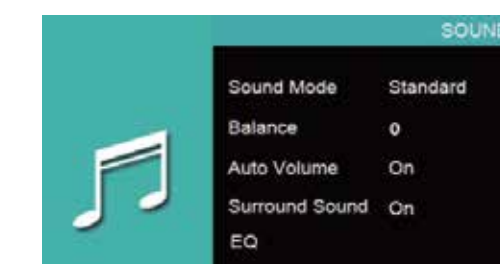 Sound Mode Standard
Balance 0
Auto Volume On
Surround Sound On
EQ